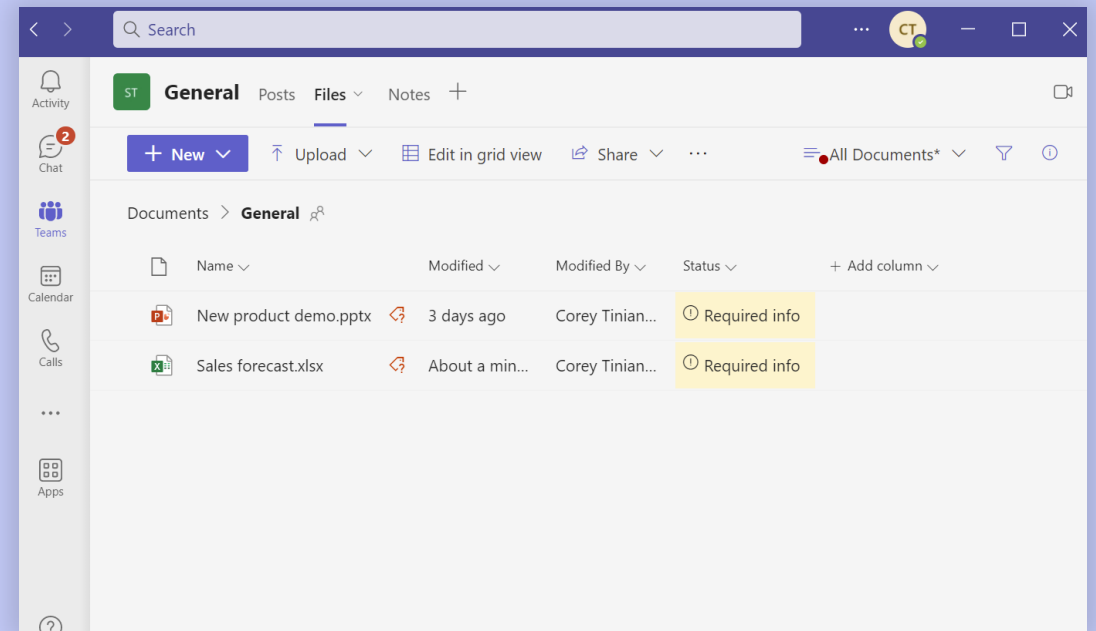 Search
CT
Activity
2
Chat
Teams
Calendar
Calls
Apps
ST General Posts Files Notes
New Upload Edit in grid view Share All Documents*
Documents General
Name Modified Modified By Status + Add column
New product demo.pptx 3 days ago Corey Tinian... Required info
Sales forecast.xlsx About a min... Corey Tinian... Required info